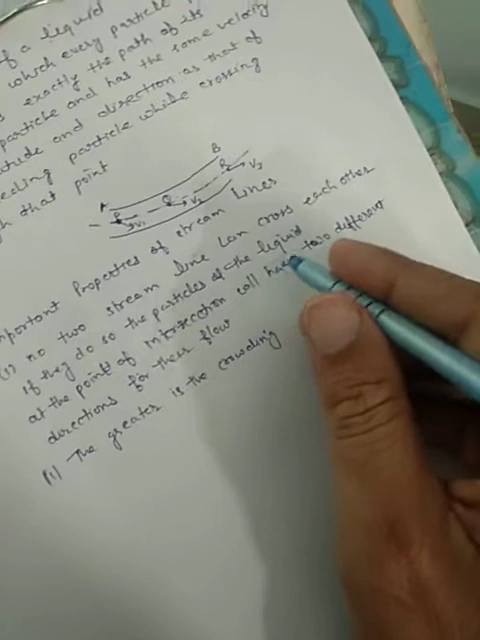 of a liquid
which every particle
exactly the path of its
particle and has the same velocity
and direction as that of
particle while crossing
that point
A
B
V1
V2
V3
Properties of stream Lines
(i) no two stream line can cross each other
If they do so the particles of the liquid
at the point of intersection will have two different
directions for their flow
(ii) The greater is the crowding